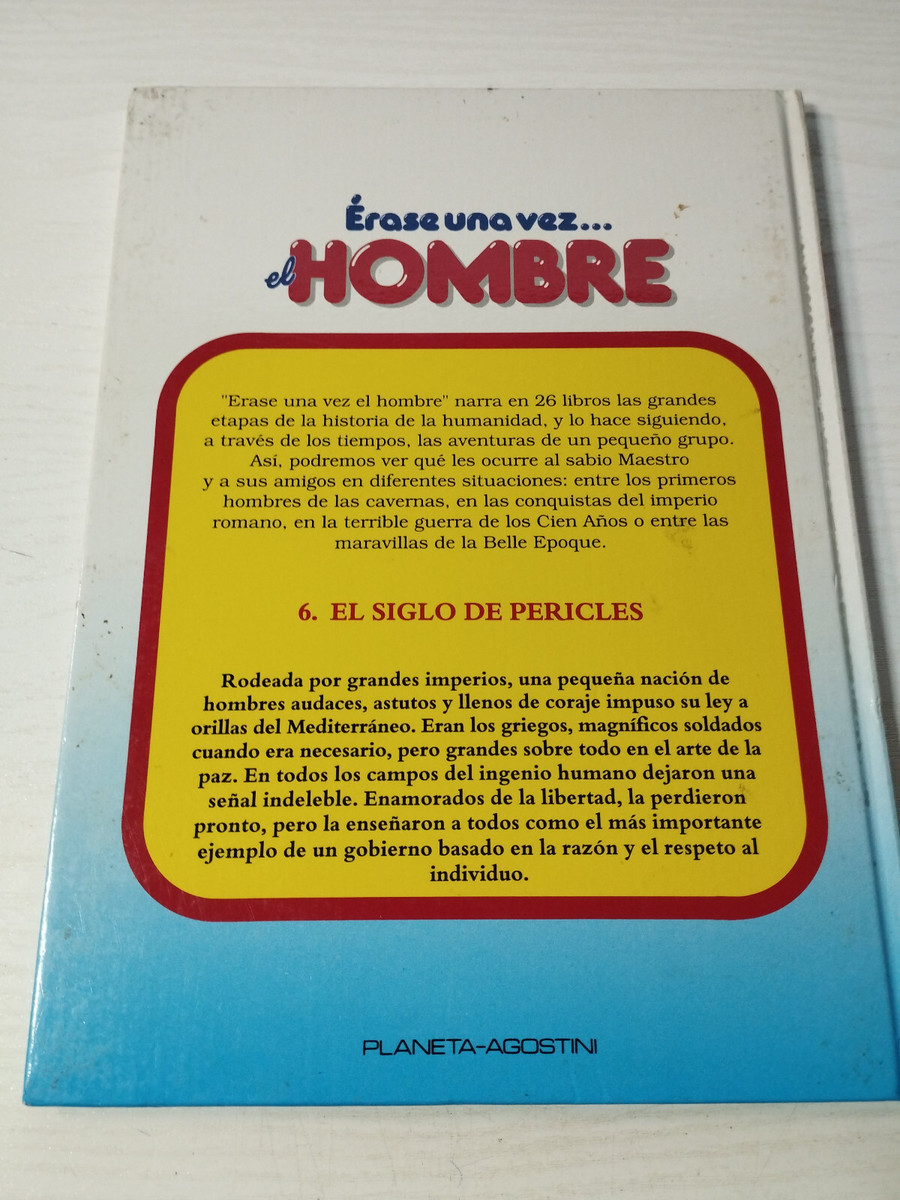 Érase una vez...
el HOMBRE
"Erase una vez el hombre" narra en 26 libros las grandes
etapas de la historia de la humanidad, y lo hace siguiendo,
a través de los tiempos, las aventuras de un pequeño grupo.
Así, podremos ver qué les ocurre al sabio Maestro
y a sus amigos en diferentes situaciones: entre los primeros
hombres de las cavernas, en las conquistas del imperio
romano, en la terrible guerra de los Cien Años o entre las
maravillas de la Belle Epoque.
6. EL SIGLO DE PERICLES
Rodeada por grandes imperios, una pequeña nación de
hombres audaces, astutos y llenos de coraje impuso su ley a
orillas del Mediterráneo. Eran los griegos, magníficos soldados
cuando era necesario, pero grandes sobre todo en el arte de la
paz. En todos los campos del ingenio humano dejaron una
señal indeleble. Enamorados de la libertad, la perdieron
pronto, pero la enseñaron a todos como el más importante
ejemplo de un gobierno basado en la razón y el respeto al
individuo.
PLANETA-AGOSTINI